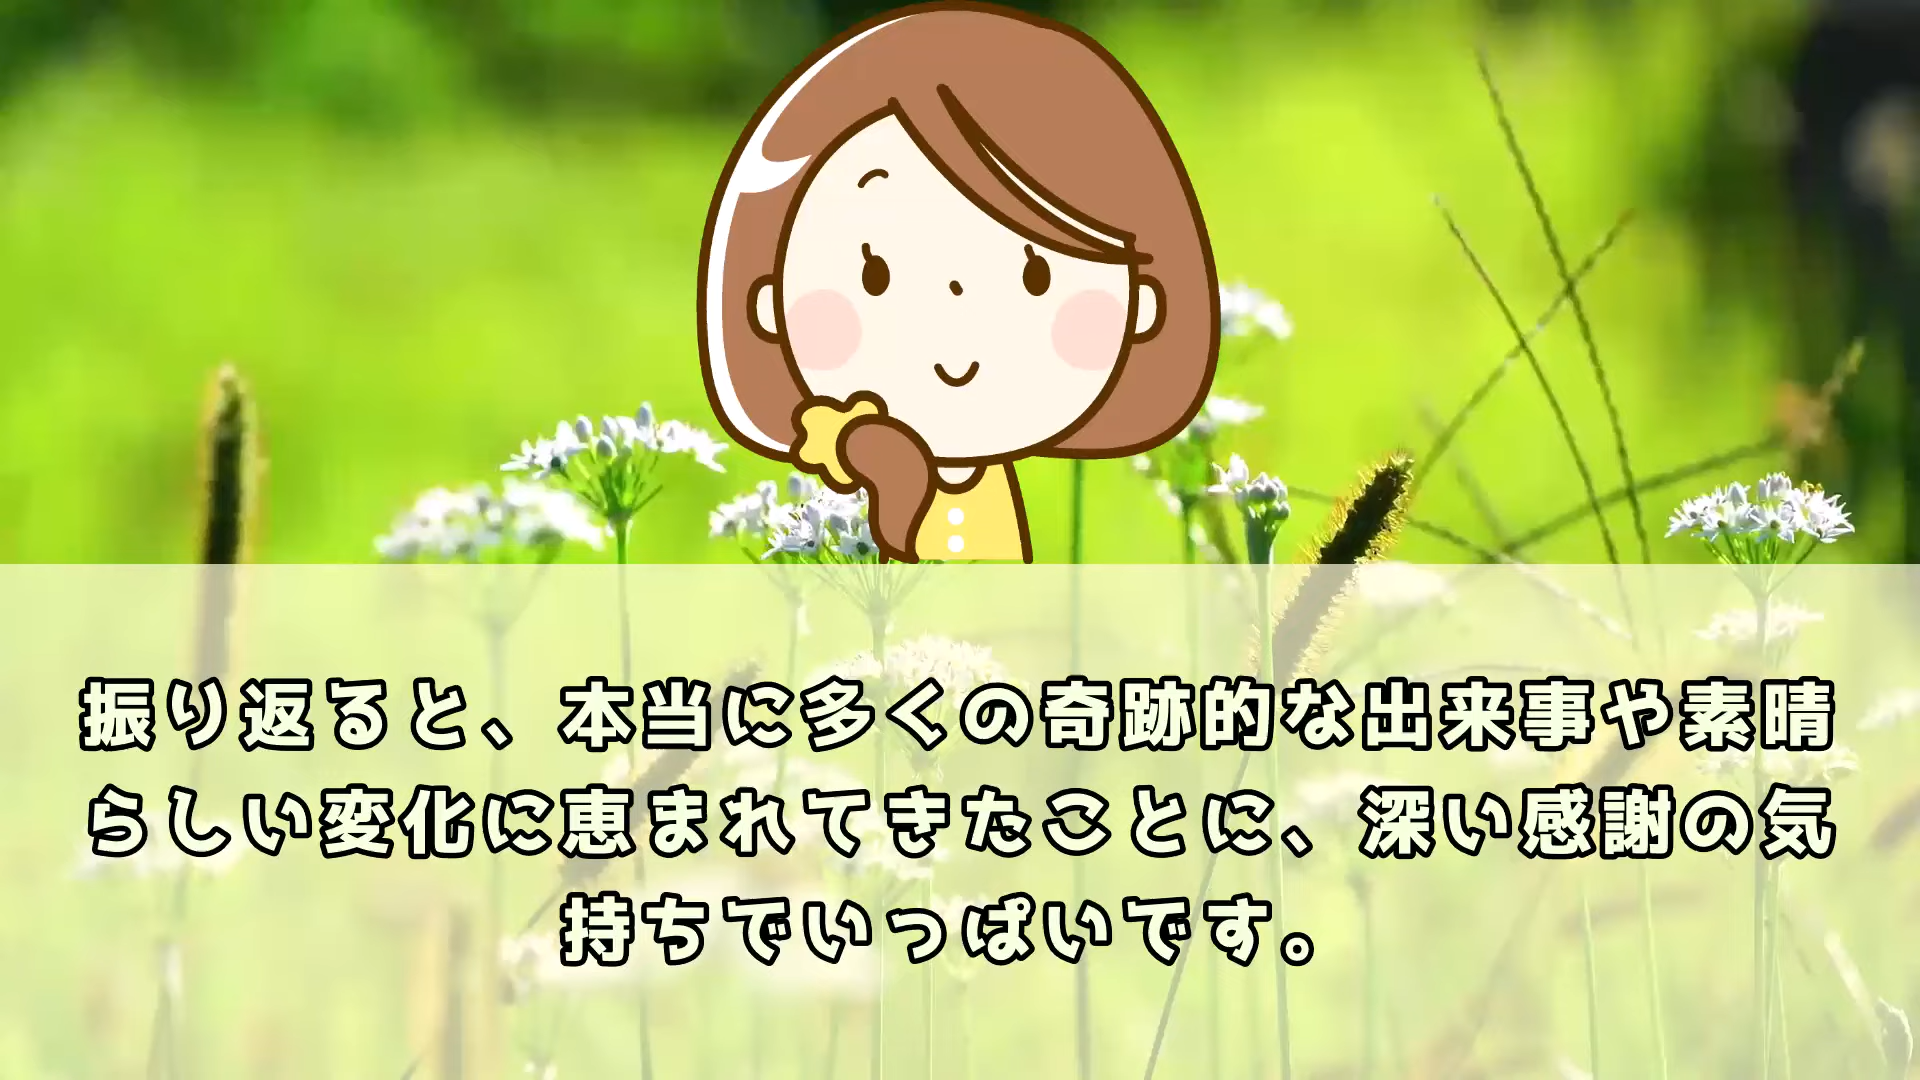 振り返ると、本当に多くの奇跡的な出来事や素晴
らしい変化に恵まれてきたことに、深い感謝の気
持ちでいっぱいです。